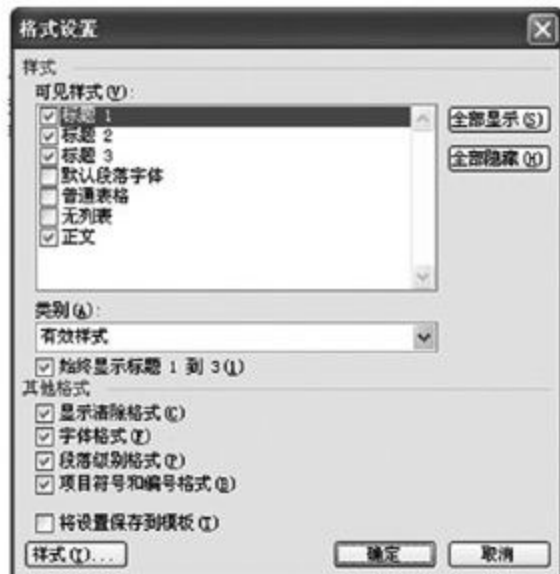 格式设置
样式
可见样式(V):
标题 1
标题 2
标题 3
默认段落字体
普通表格
无列表
正文
全部显示(S)
全部隐藏(H)
类别(A):
有效样式
始终显示标题 1 到 3(1)
其他格式
显示清除格式(C)
字体格式(F)
段落级别格式(P)
项目符号和编号格式(B)
将设置保存到模板(T)
样式(Y)...
确定
取消